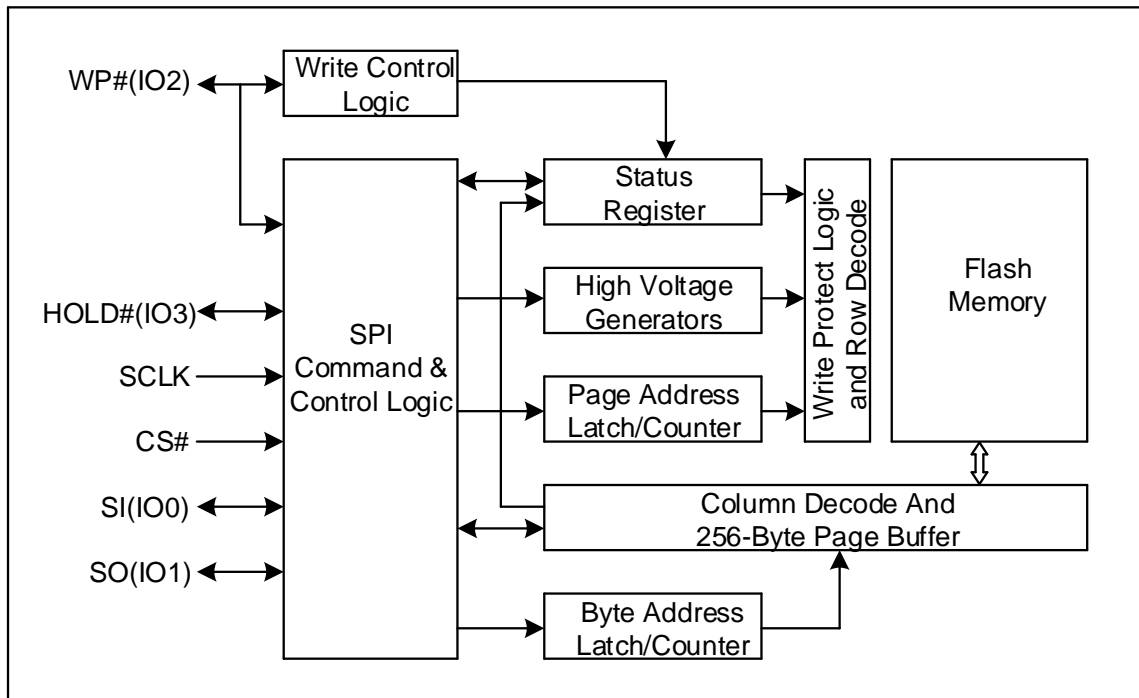 WP#(IO2)
Write Control
Logic
HOLD#(IO3)
SCLK
CS#
SI(IO0)
SO(IO1)
SPI
Command &
Control Logic
Status
Register
High Voltage
Generators
Page Address
Latch/Counter
Write Protect Logic
and Row Decode
Flash
Memory
Column Decode And
256-Byte Page Buffer
Byte Address
Latch/Counter